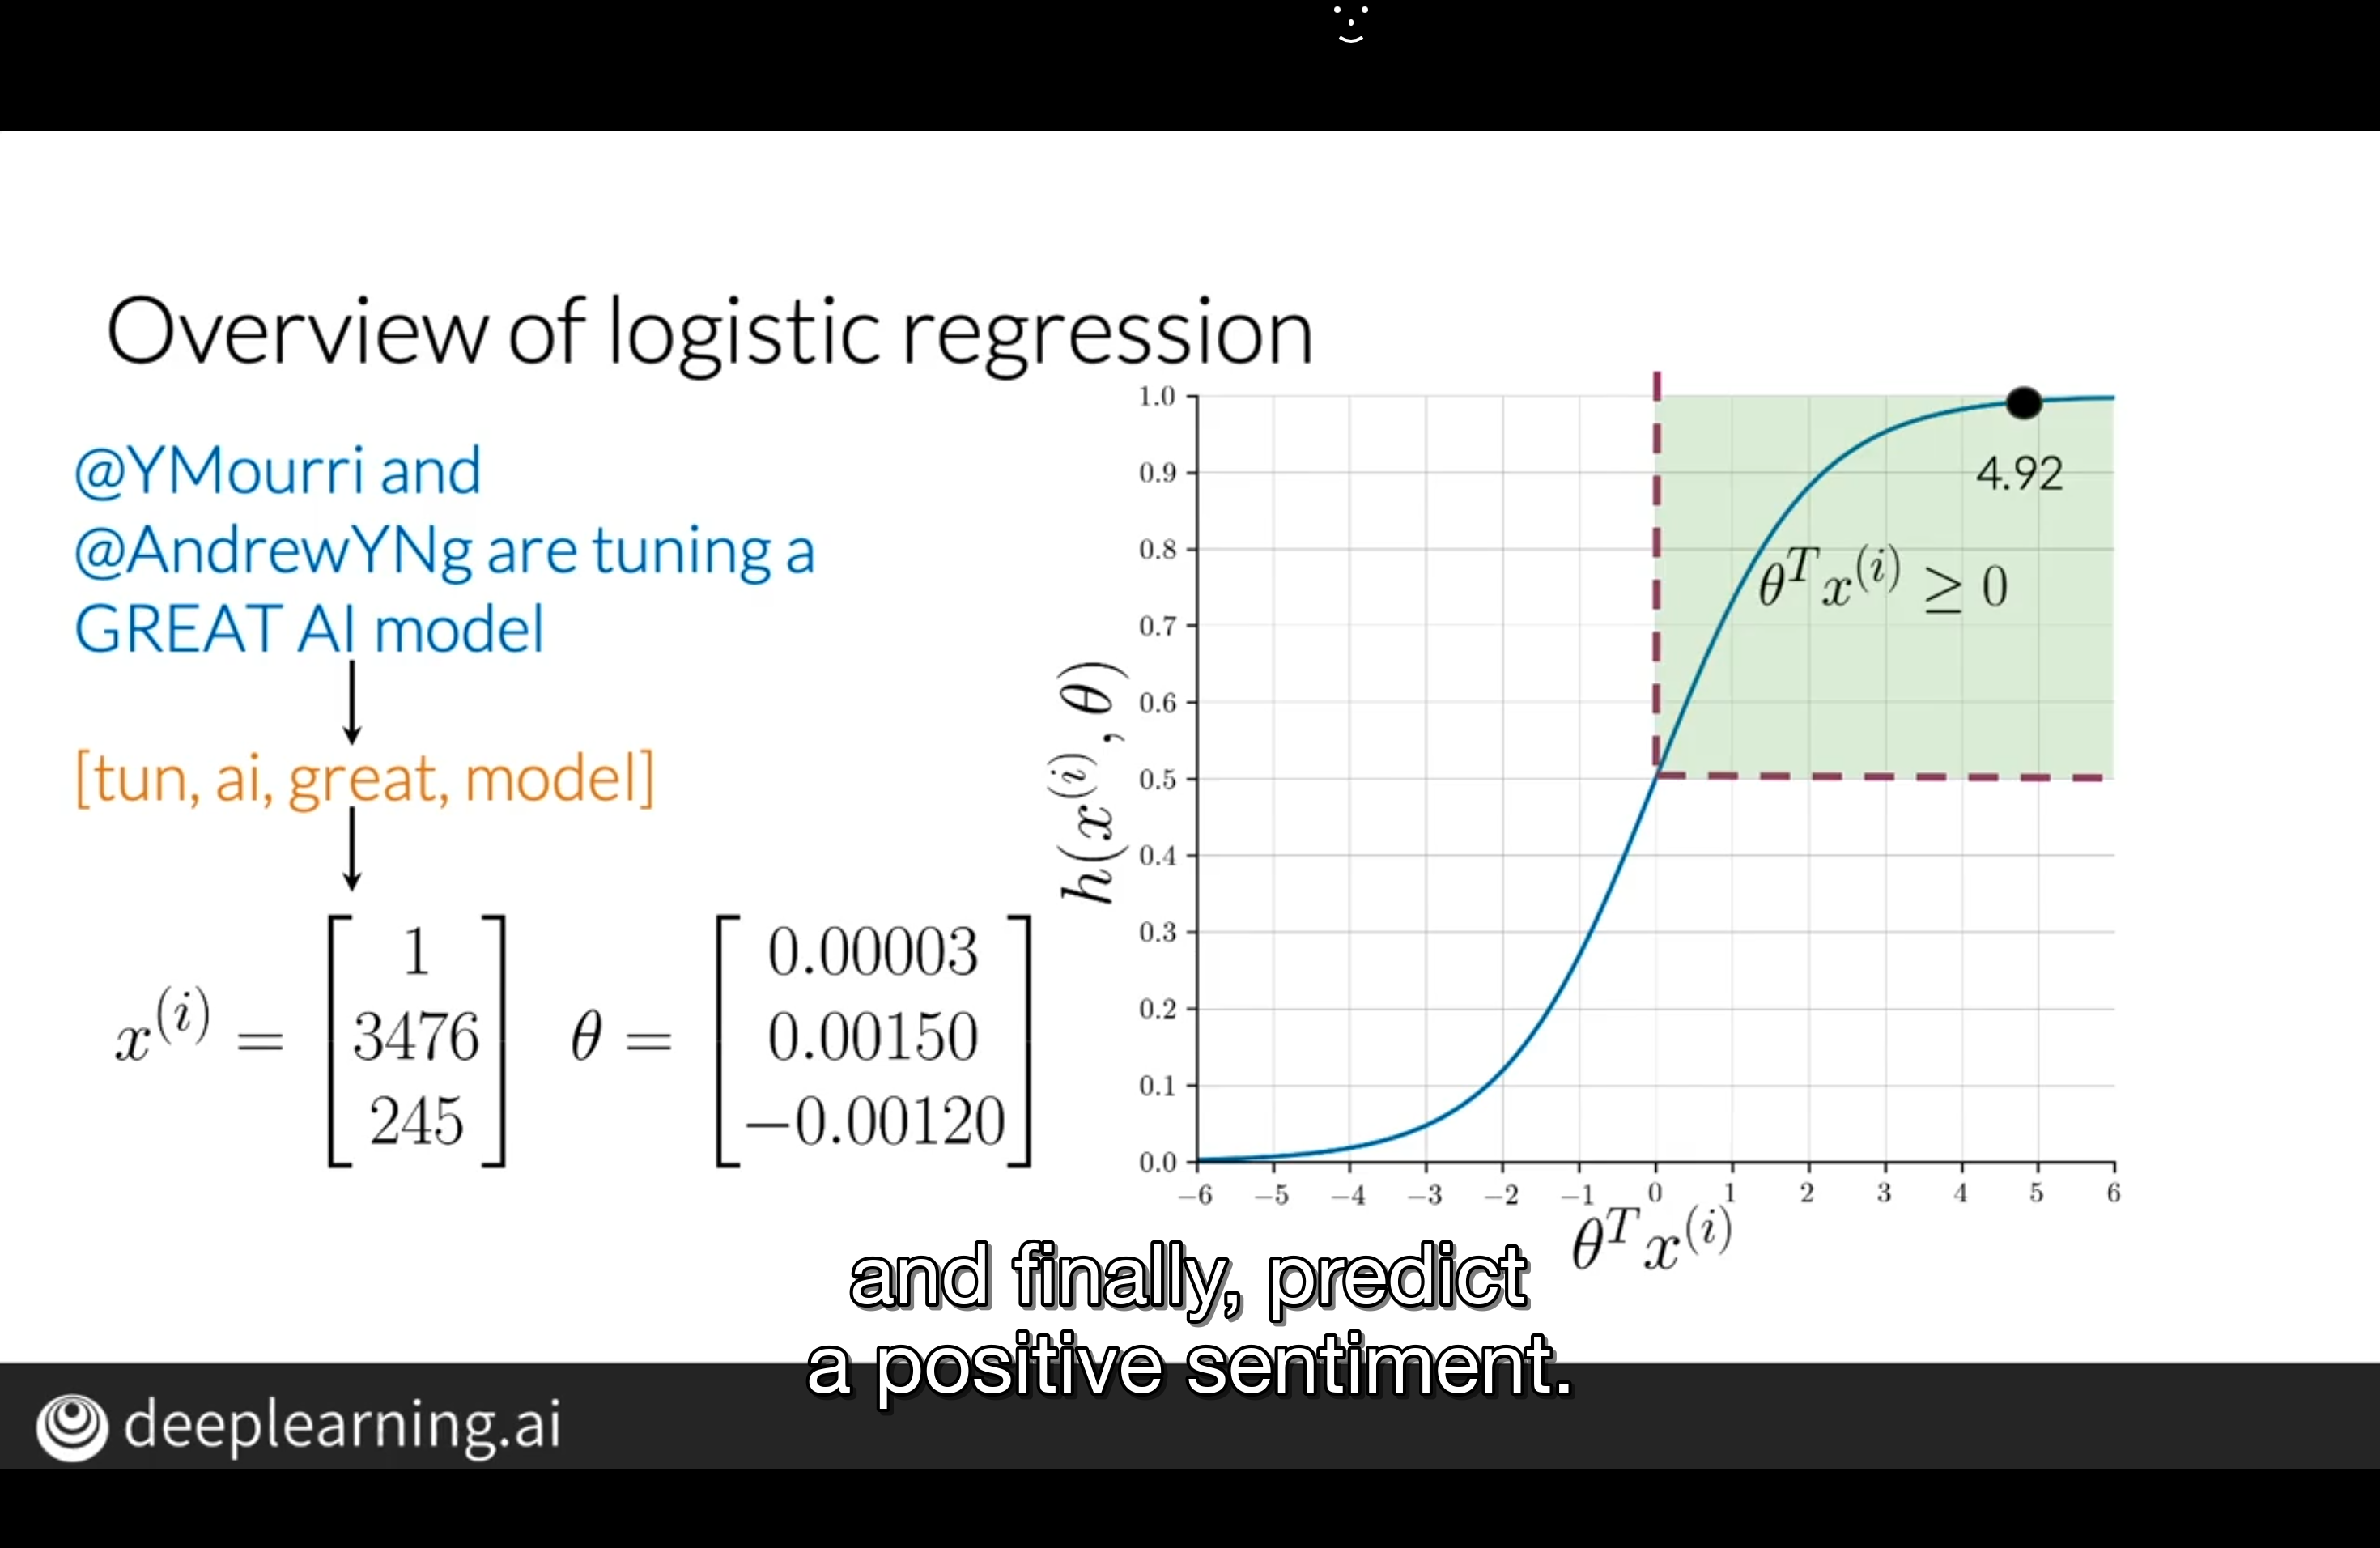 Overview of logistic regression
@YMourri and
@AndrewYNg are tuning a
GREAT AI model
[tun, ai, great, model]
x^(i) = [1 3476 245] θ = [0.00003 0.00150 −0.00120]
h(x^(i), θ)
1.0
0.9
0.8
0.7
0.6
0.5
0.4
0.3
0.2
0.1
0.0
4.92
θ^T x^(i) ≥ 0
−6 −5 −4 −3 −2 −1 0 1 2 3 4 5 6
θ^T x^(i)
and finally, predict
a positive sentiment.
deeplearning.ai